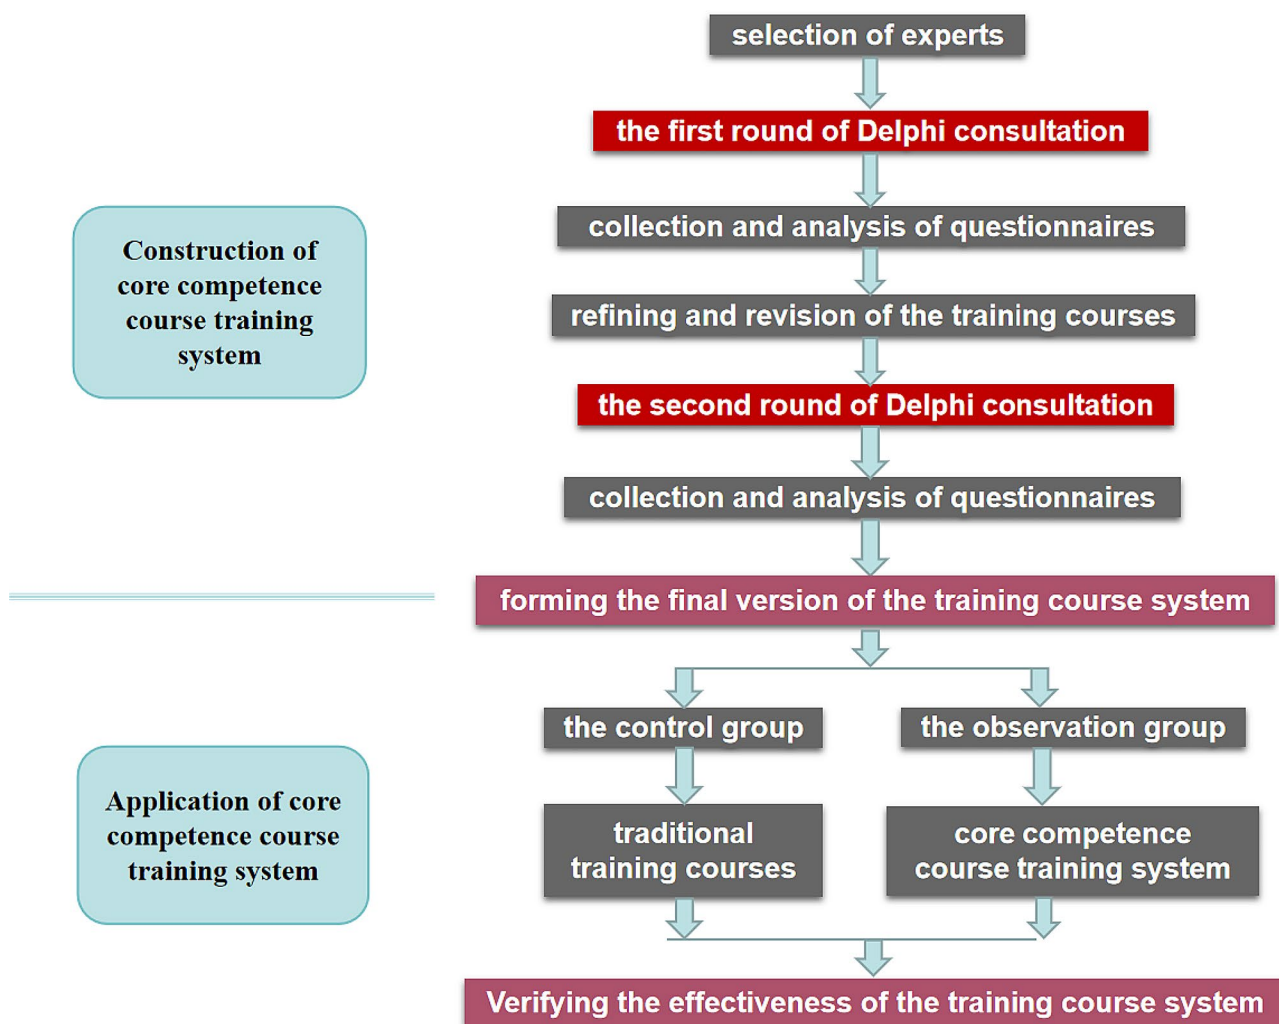 selection of experts
the first round of Delphi consultation
collection and analysis of questionnaires
refining and revision of the training courses
the second round of Delphi consultation
collection and analysis of questionnaires
Construction of
core competence
course training
system
forming the final version of the training course system
the control group
the observation group
traditional
training courses
core competence
course training system
Application of core
competence course
training system
Verifying the effectiveness of the training course system